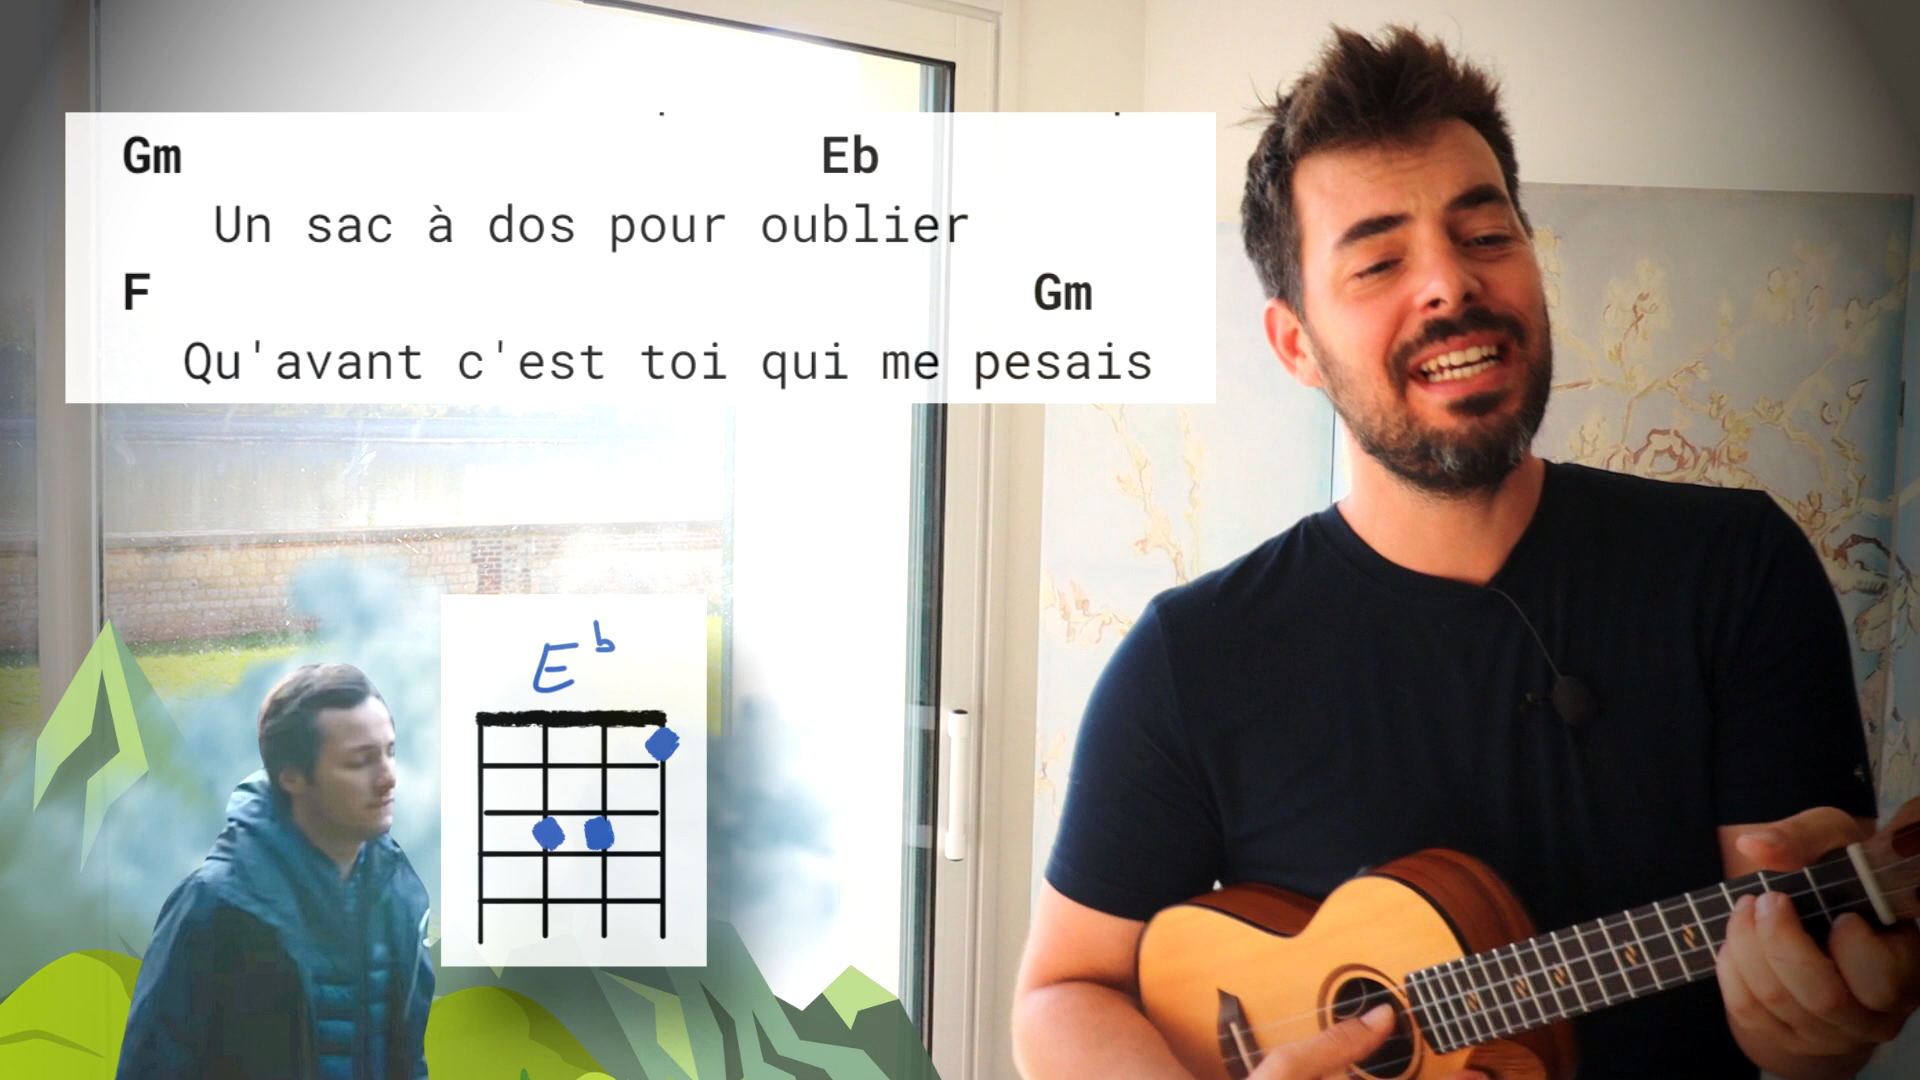 Gm Eb
Un sac à dos pour oublier
F Gm
Qu'avant c'est toi qui me pesais
Eb